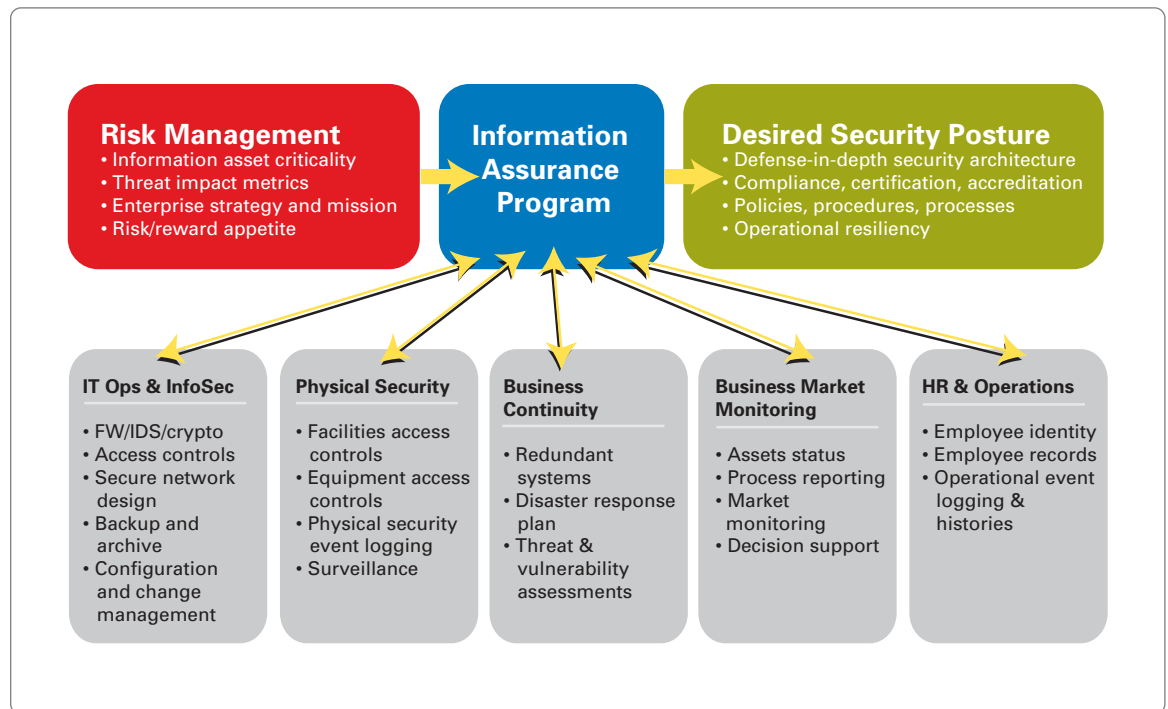 Risk Management
• Information asset criticality
• Threat impact metrics
• Enterprise strategy and mission
• Risk/reward appetite
Information
Assurance
Program
Desired Security Posture
• Defense-in-depth security architecture
• Compliance, certification, accreditation
• Policies, procedures, processes
• Operational resiliency
IT Ops & InfoSec
• FW/IDS/crypto
• Access controls
• Secure network
design
• Backup and
archive
• Configuration
and change
management
Physical Security
• Facilities access
controls
• Equipment access
controls
• Physical security
event logging
• Surveillance
Business
Continuity
• Redundant
systems
• Disaster response
plan
• Threat &
vulnerability
assessments
Business Market
Monitoring
• Assets status
• Process reporting
• Market
monitoring
• Decision support
HR & Operations
• Employee identity
• Employee records
• Operational event
logging &
histories